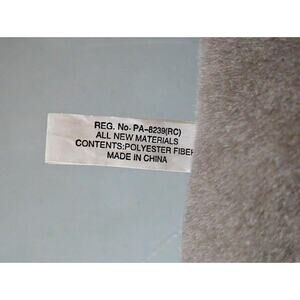 REG. No. PA-8239(RC)
ALL NEW MATERIALS
CONTENTS:POLYESTER FIBER
MADE IN CHINA